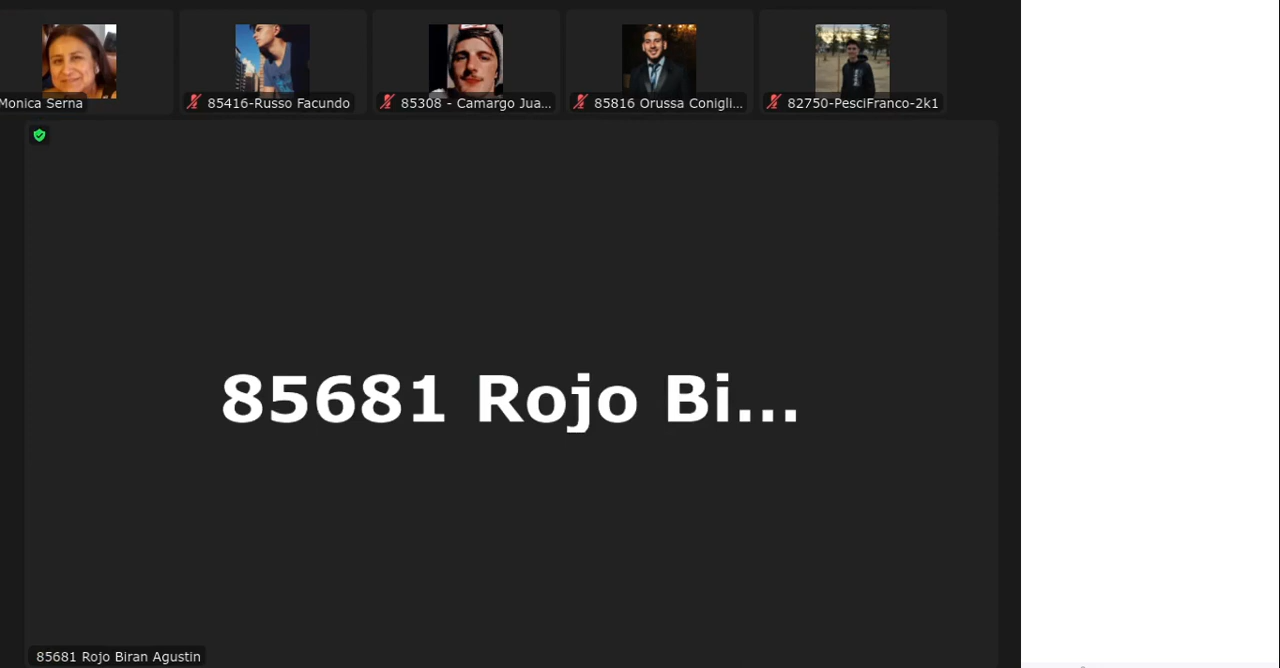 Monica Serna
85416-Russo Facundo
85308 - Camargo Jua...
85816 Orussa Conigli...
82750-PesciFranco-2k1
85681 Rojo Bi...
85681 Rojo Biran Agustin